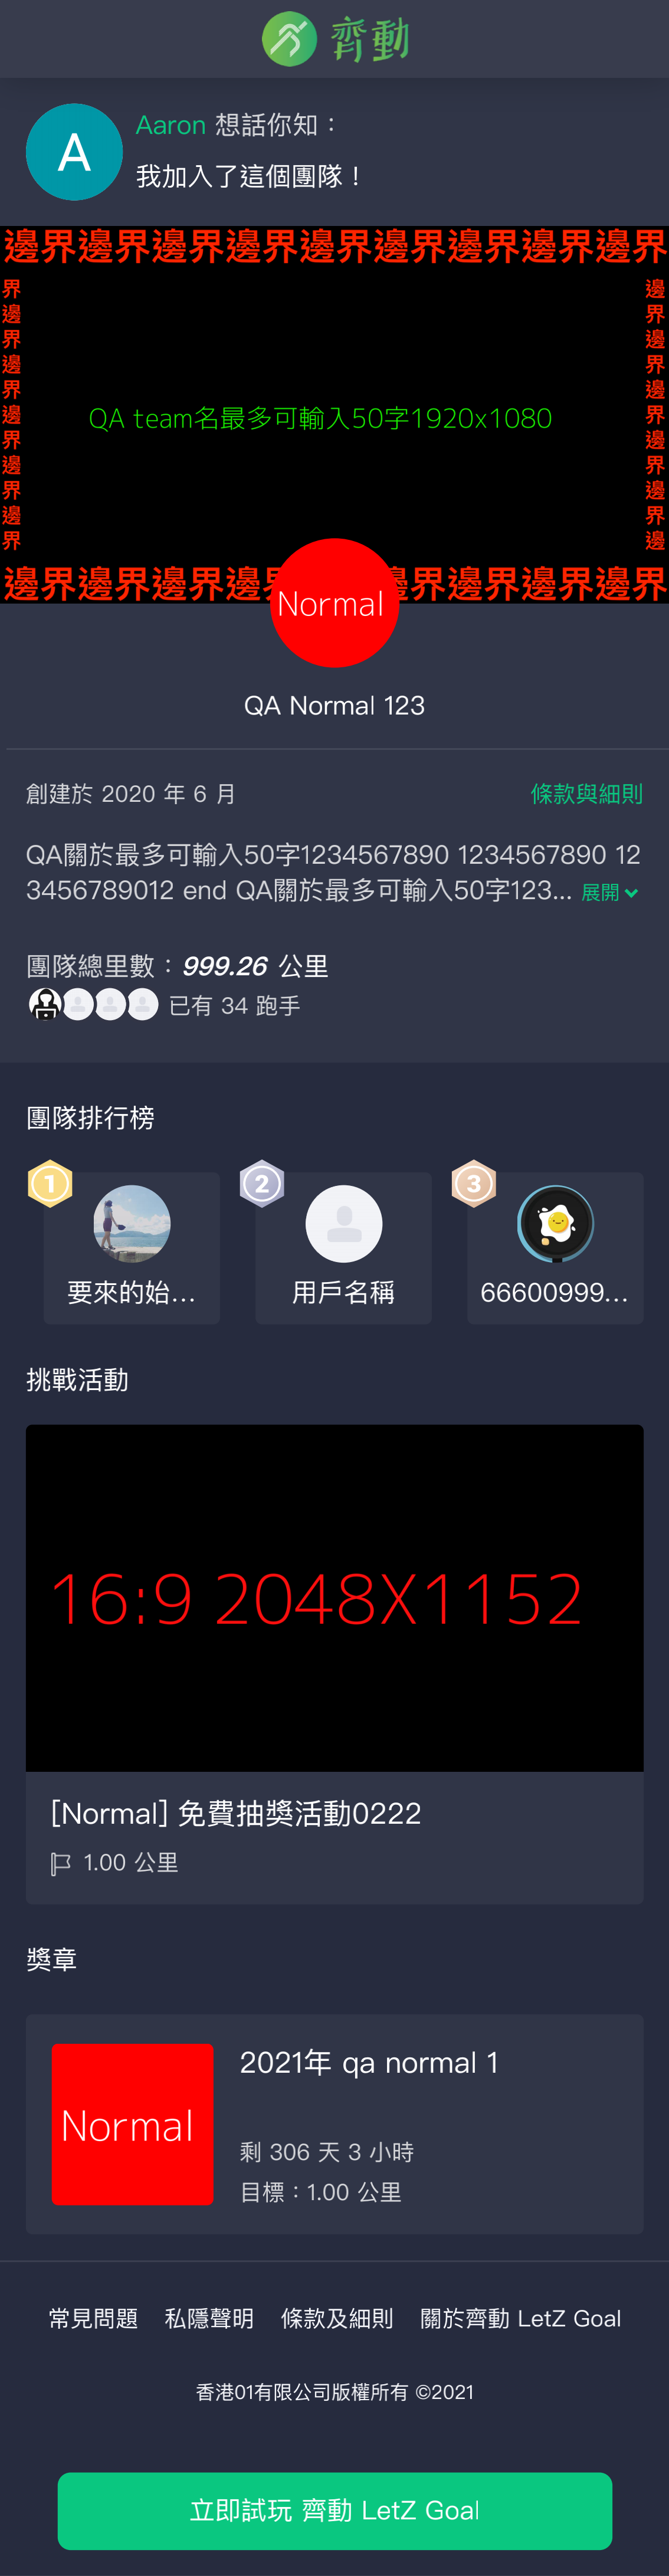 齊動
A
Aaron 想話你知：
我加入了這個團隊！
邊界邊界邊界邊界邊界邊界邊界邊界邊界
界邊界邊界邊界邊界邊界
邊界邊界邊界邊界邊界邊
QA team名最多可輸入50字1920x1080
邊界邊界邊界邊 邊界邊界邊界邊界
Normal
QA Normal 123
創建於 2020 年 6 月 條款與細則
QA關於最多可輸入50字1234567890 1234567890 12
3456789012 end QA關於最多可輸入50字123... 展開
團隊總里數：999.26 公里
已有 34 跑手
團隊排行榜
1 2 3
要來的始... 用戶名稱 66600999...
挑戰活動
16:9 2048X1152
[Normal] 免費抽獎活動0222
1.00 公里
獎章
Normal
2021年 qa normal 1
剩 306 天 3 小時
目標：1.00 公里
常見問題 私隱聲明 條款及細則 關於齊動 LetZ Goal
香港01有限公司版權所有 ©2021
立即試玩 齊動 LetZ Goal